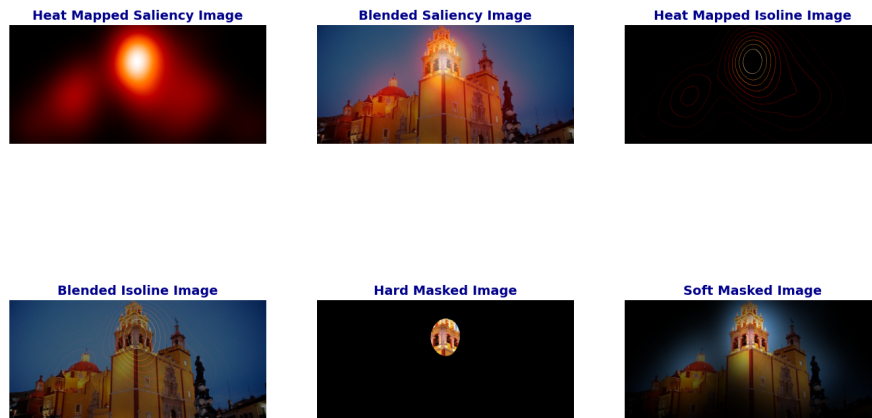 Heat Mapped Saliency Image
Blended Saliency Image
Heat Mapped Isoline Image
Blended Isoline Image
Hard Masked Image
Soft Masked Image